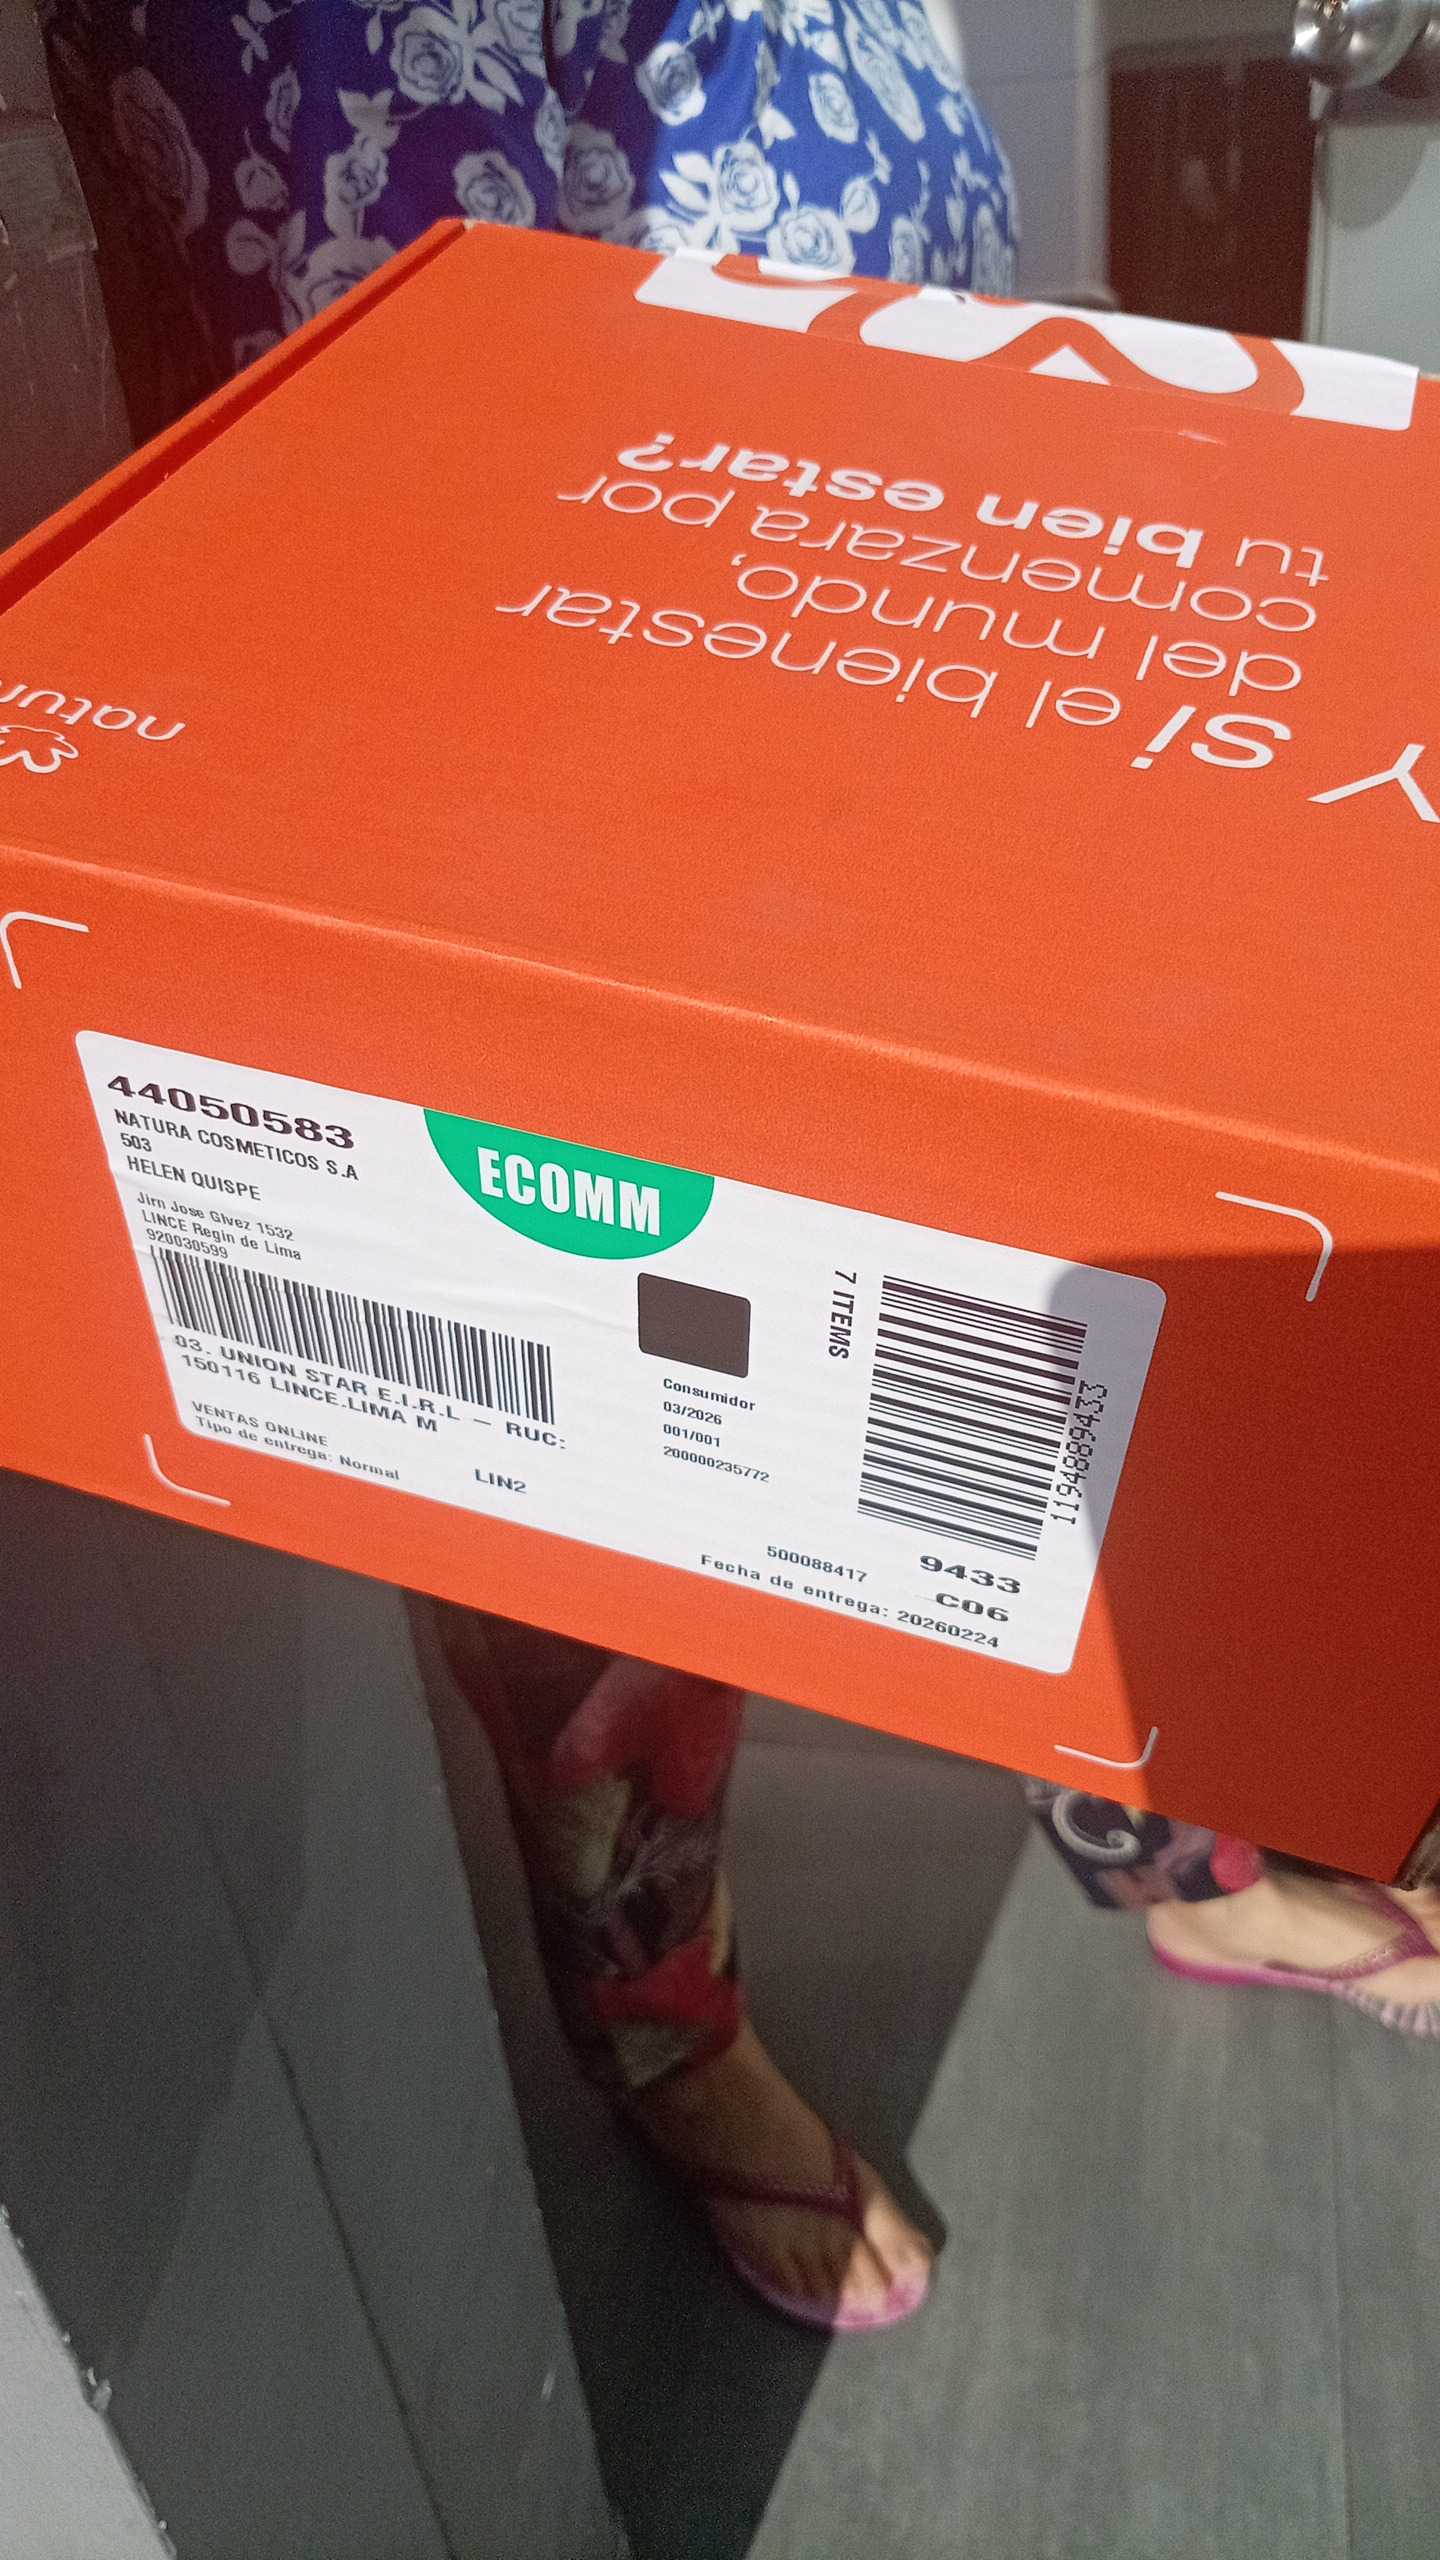 Y si el bienestar
del mundo,
comenzara por
tu bien estar?
natur
44050583
NATURA COSMETICOS S.A
503
HELEN QUISPE
Jirn Jose Glvez 1532
LINCE Regin de Lima
920030599
03. UNION STAR E.I.R.L – RUC:
150116 LINCE.LIMA M
VENTAS ONLINE
Tipo de entrega: Normal
LIN2
ECOMM
Consumidor
03/2026
001/001
200000235772
7 ITEMS
1194889433
500088417
9433
C06
Fecha de entrega: 20260224